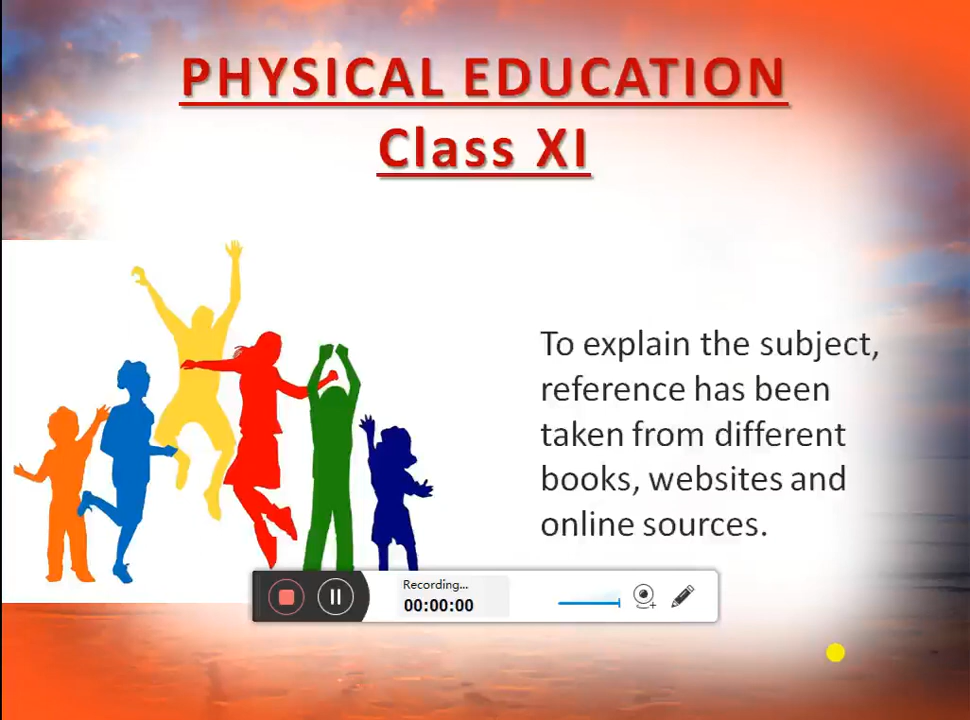 PHYSICAL EDUCATION
Class XI
To explain the subject,
reference has been
taken from different
books, websites and
online sources.
Recording...
00:00:00